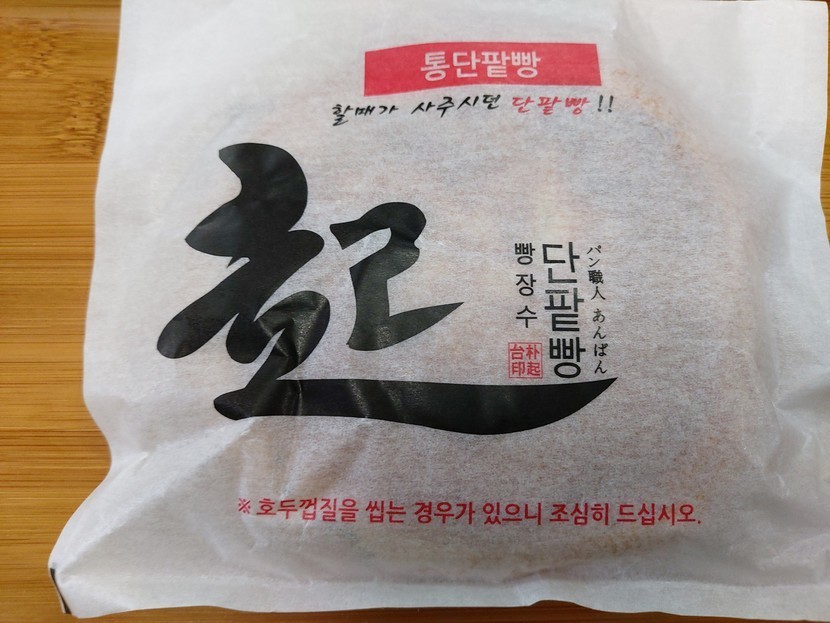 통단팥빵
할매가 사주시던 단팥빵!!
起
パン職人 あんぱん
단팥빵
빵장수
朴起
台印
※호두껍질을 씹는 경우가 있으니 조심히 드십시오.